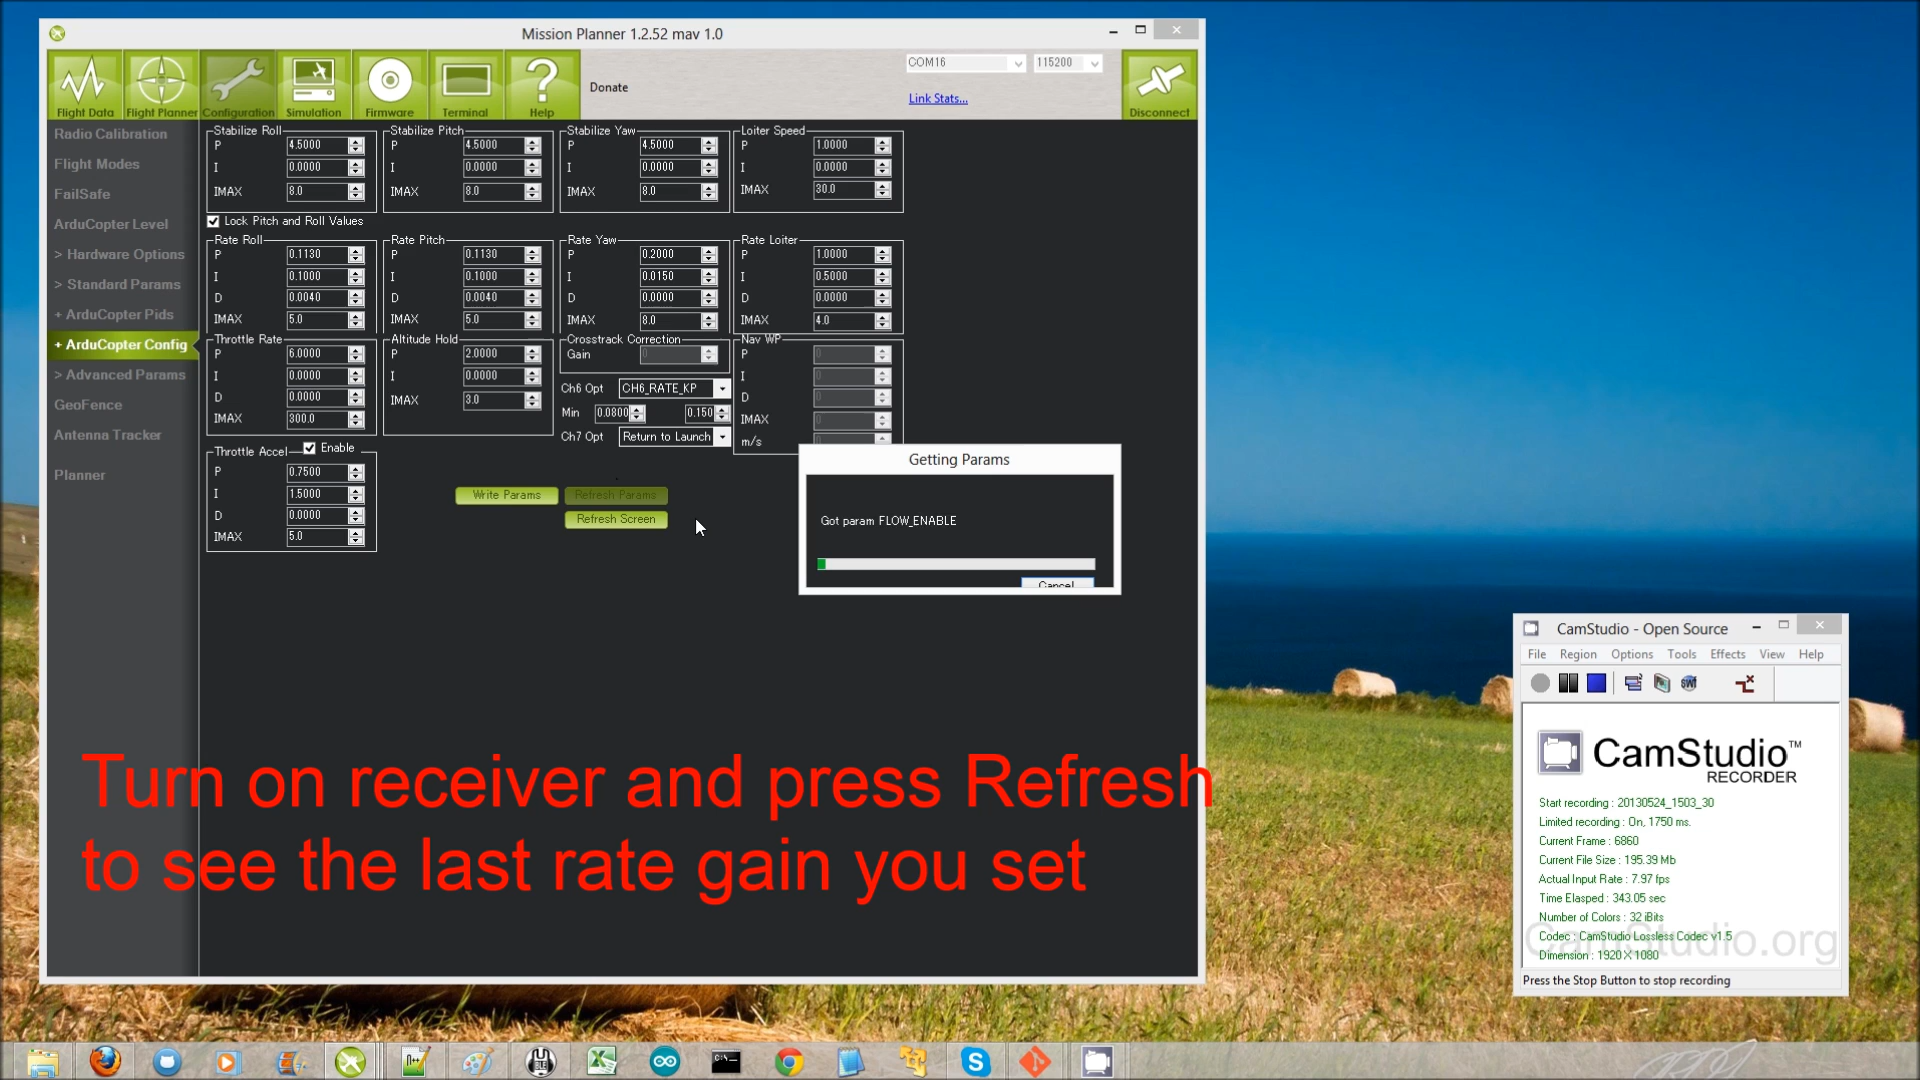 Mission Planner 1.2.52 mav 1.0
Flight Data
Flight Planner
Configuration
Simulation
Firmware
Terminal
Help
Donate
COM16
115200
Link Stats...
Disconnect
Radio Calibration
Flight Modes
FailSafe
ArduCopter Level
> Hardware Options
> Standard Params
+ ArduCopter Pids
+ ArduCopter Config
> Advanced Params
GeoFence
Antenna Tracker
Planner
Stabilize Roll
P 4.5000
I 0.0000
IMAX 8.0
Stabilize Pitch
P 4.5000
I 0.0000
IMAX 8.0
Stabilize Yaw
P 4.5000
I 0.0000
IMAX 8.0
Loiter Speed
P 1.0000
I 0.0000
IMAX 30.0
Lock Pitch and Roll Values
Rate Roll
P 0.1130
I 0.1000
D 0.0040
IMAX 5.0
Rate Pitch
P 0.1130
I 0.1000
D 0.0040
IMAX 5.0
Rate Yaw
P 0.2000
I 0.0150
D 0.0000
IMAX 8.0
Rate Loiter
P 1.0000
I 0.5000
D 0.0000
IMAX 4.0
Throttle Rate
P 6.0000
I 0.0000
D 0.0000
IMAX 300.0
Altitude Hold
P 2.0000
I 0.0000
IMAX 3.0
Crosstrack Correction
Gain 0
Ch6 Opt CH6_RATE_KP
Min 0.0800 0.150
Ch7 Opt Return to Launch
Nav WP
P 0
I 0
D 0
IMAX 0
m/s 0
Throttle Accel Enable
P 0.7500
I 1.5000
D 0.0000
IMAX 5.0
Write Params
Refresh Params
Refresh Screen
Getting Params
Got param FLOW_ENABLE
Cancel
Turn on receiver and press Refresh
to see the last rate gain you set
CamStudio - Open Source
File Region Options Tools Effects View Help
SWF
CamStudio™
RECORDER
Start recording : 20130524_1503_30
Limited recording : On, 1750 ms.
Current Frame : 6860
Current File Size : 195.39 Mb
Actual Input Rate : 7.97 fps
Time Elasped : 343.05 sec
Number of Colors : 32 iBits
Codec : CamStudio Lossless Codec v1.5
Dimension : 1920 X 1080
CamStudio.org
Press the Stop Button to stop recording